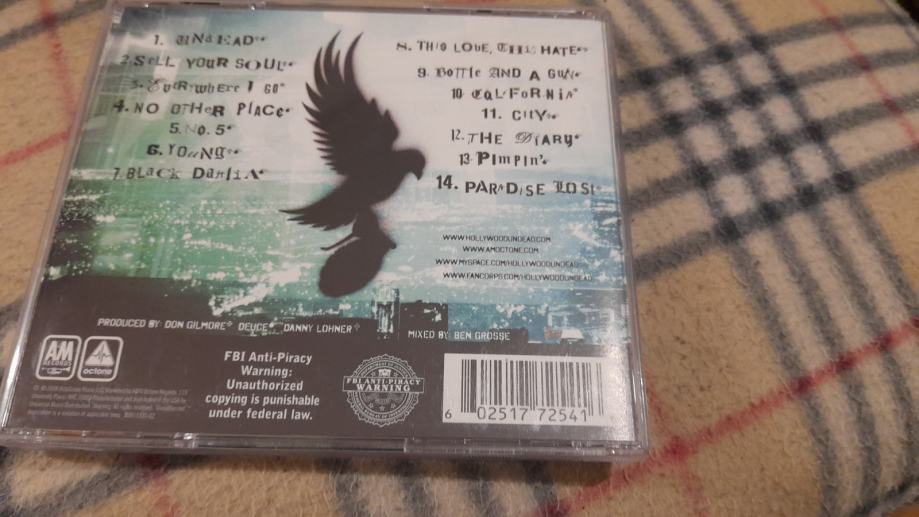 1. UNDEAD
2. SELL YOUR SOUL
3. Everywhere I Go
4. NO OTHER PLACE
5. No. 5
6. YOUNG
7. BLACK DAHLIA
8. THIS LOVE, THIS HATE
9. Bottle AND A GUN
10. CALIFORNIA
11. CITY
12. THE DIARY
13. PIMPIN'
14. PARADISE LOST
WWW.HOLLYWOODUNDEAD.COM
WWW.AMOCTONE.COM
WWW.MYSPACE.COM/HOLLYWOODUNDEAD
WWW.FANCORPS.COM/HOLLYWOODUNDEAD
PRODUCED BY: DON GILMORE DEUCE DANNY LOHNER
MIXED BY: BEN GROSSE
A&M
RECORDS
octone
FBI Anti-Piracy
Warning:
Unauthorized
copying is punishable
under federal law.
FBI ANTI-PIRACY
WARNING
6 02517 72541